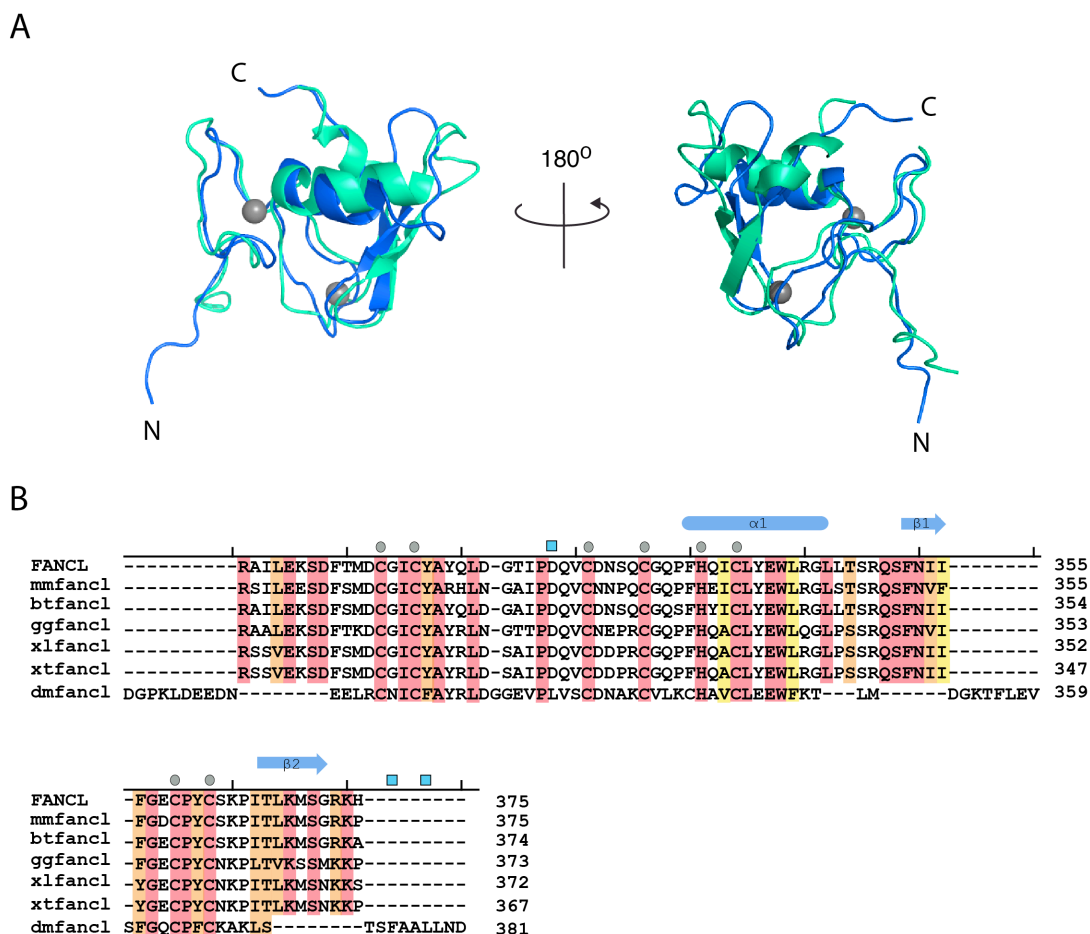 A
C
N
180°
C
N
B
α1
β1
FANCL ----------RAILEKSDFTMDCGICYAYQLD-GTIPDQVCDNSQCGQPFHQICLYEWLRGLLTSRQSFNII-------- 355
mmfancl ----------RSILEESDFSMDCGICYARHLN-GAIPDQVCNNPQCGQPFHEICLYEWLRGLLTSRQSFNVF-------- 355
btfancl ----------RAILEKSDFSMDCGICYAYRLD-GAIPDQVCDNSQCGQSFHYICLYEWLRGLLTSRQSFNII-------- 354
ggfancl ----------RAALEKSDFTKDCGICYAYRLN-GTTPDQVCNEPRCGQPFHQACLYEWLQGLPSSRQSFNVI-------- 353
xlfancl ----------RSSVEKSDFSMDCGICYAYRLD-SAIPDQVCDDPRCGQPFHQACLYEWLRGLPSSRQSFNII-------- 352
xtfancl ----------RSSVEKSDFSMDCGICYAYRLD-SAIPDQVCDDPRCGQPFHQACLYEWLRGLPSSRQSFNII-------- 347
dmfancl DGPKLDEEDN--------EELRCNICFAYRLDGGEVPLVSCDNAKCVLKCHAVCLEEWFKT---LM------DGKTFLEV 359
β2
FANCL -FGECPYCSKPITLKMSGRKH--------- 375
mmfancl -FGDCPYCSKPITLKMSGRKP--------- 375
btfancl -FGECPYCSKPITLKMSGRKA--------- 374
ggfancl -FGECPYCNKPLTVKSSMKKP--------- 373
xlfancl -YGECPYCNKPITLKMSNKKS--------- 372
xtfancl -YGECPYCNKPITLKMSNKKP--------- 367
dmfancl SFGQCPFCKAKLS--------TSFAALLND 381